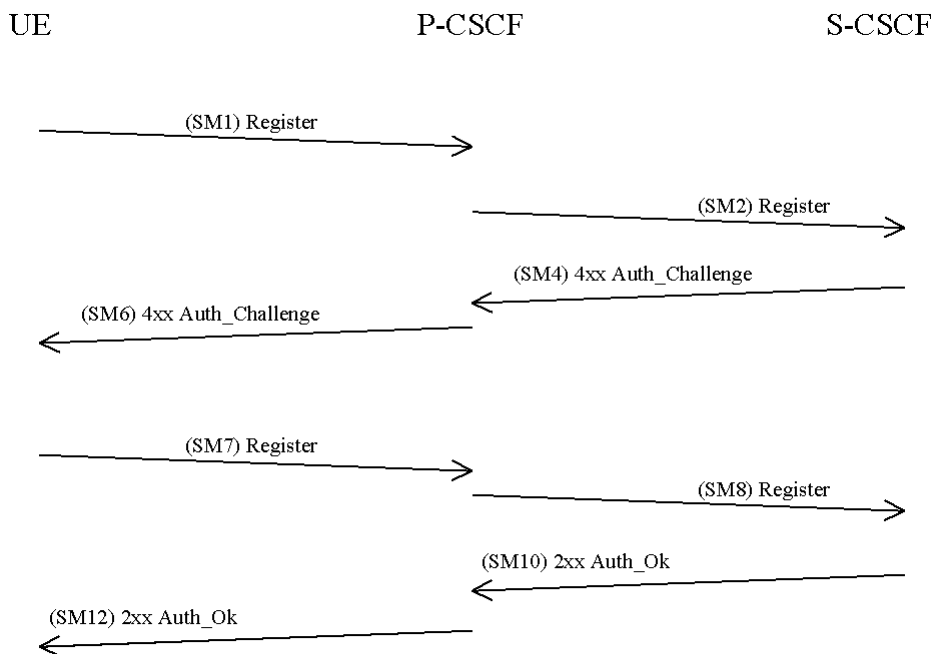 UE P-CSCF S-CSCF
(SM1) Register
(SM2) Register
(SM4) 4xx Auth_Challenge
(SM6) 4xx Auth_Challenge
(SM7) Register
(SM8) Register
(SM10) 2xx Auth_Ok
(SM12) 2xx Auth_Ok